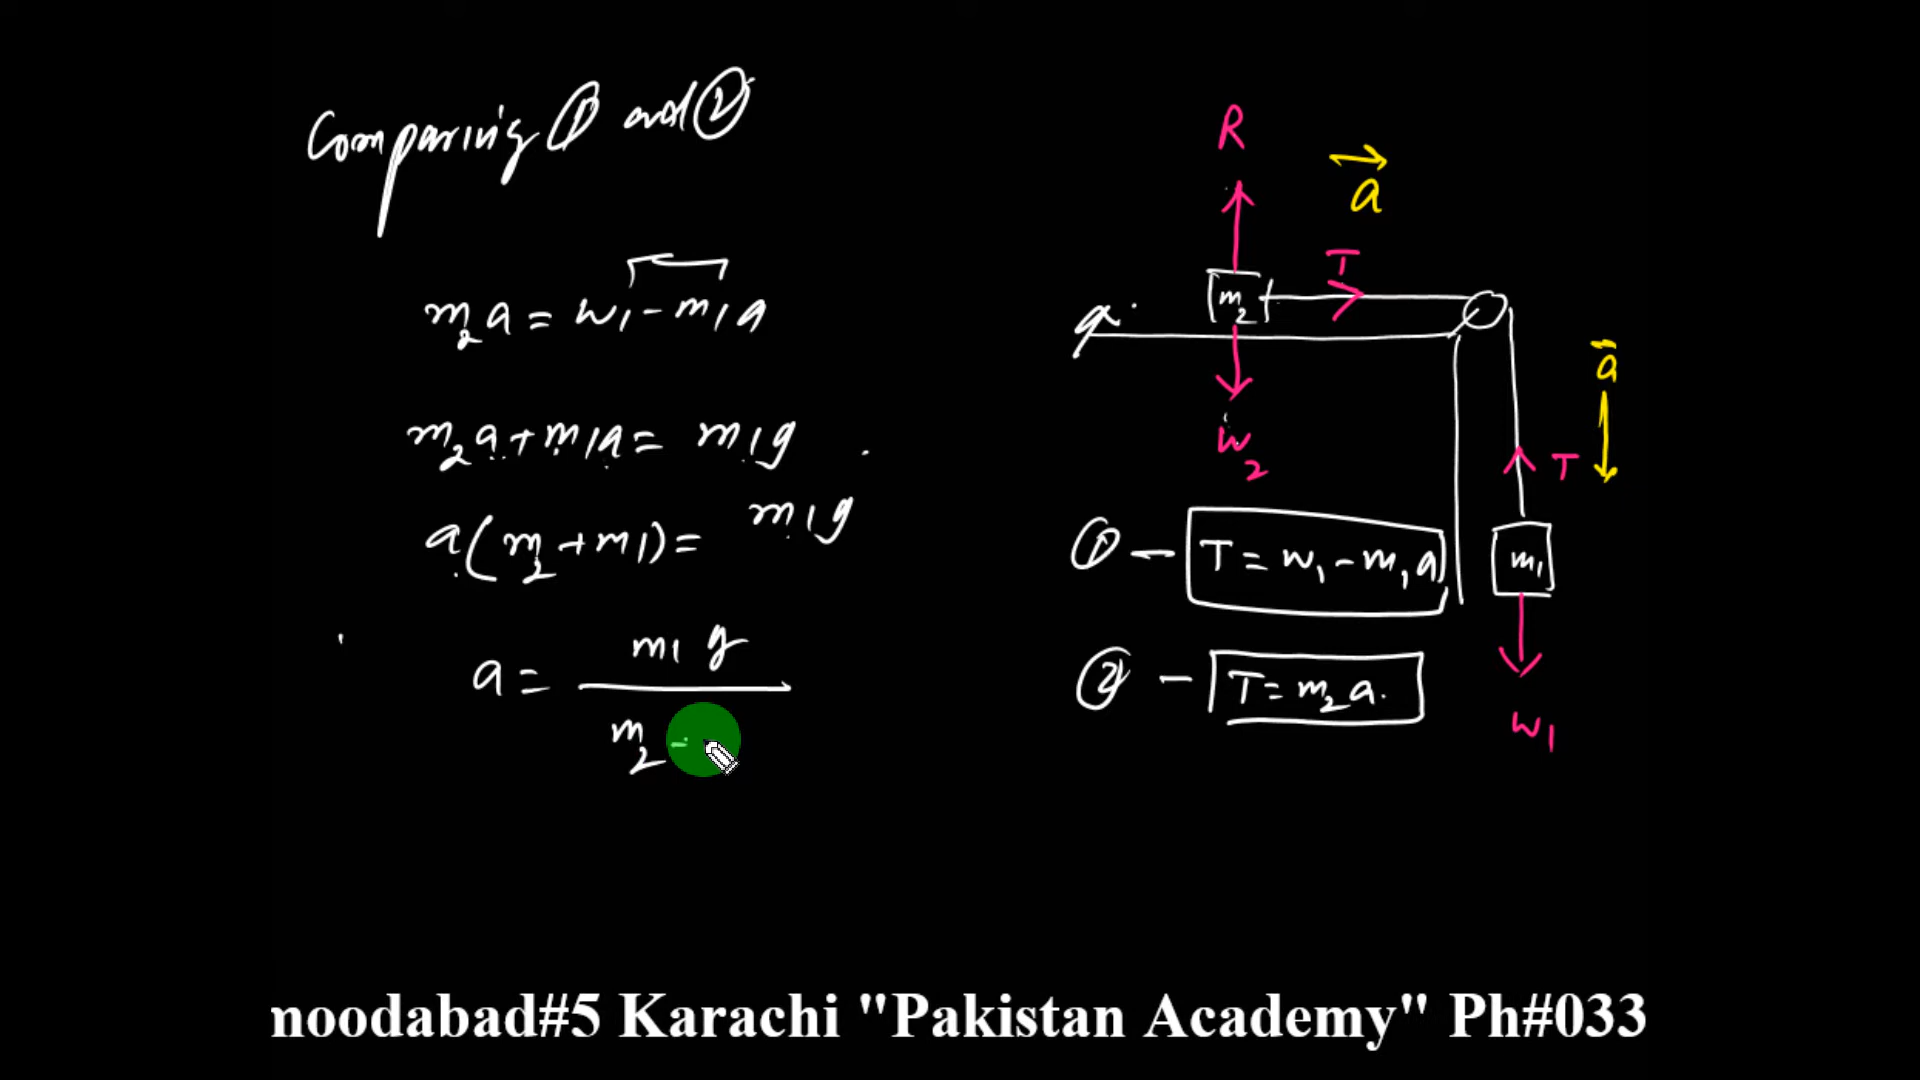 Comparing ① and ②
m₂a = w₁ - m₁a
m₂a + m₁a = m₁g
a(m₂ + m₁) = m₁g
a = m₁g / m₂ -
R
a
T
m₂
a
W₂
T
① - T = w₁ - m₁a
m₁
② - T = m₂a.
W₁
noodabad#5 Karachi "Pakistan Academy" Ph#033